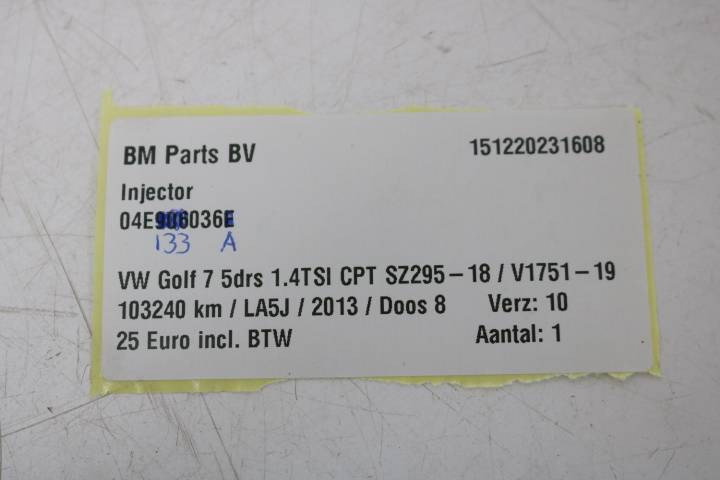 BM Parts BV 151220231608
Injector
04E906036E
133 A
VW Golf 7 5drs 1.4TSI CPT SZ295-18 / V1751-19
103240 km / LA5J / 2013 / Doos 8 Verz: 10
25 Euro incl. BTW Aantal: 1